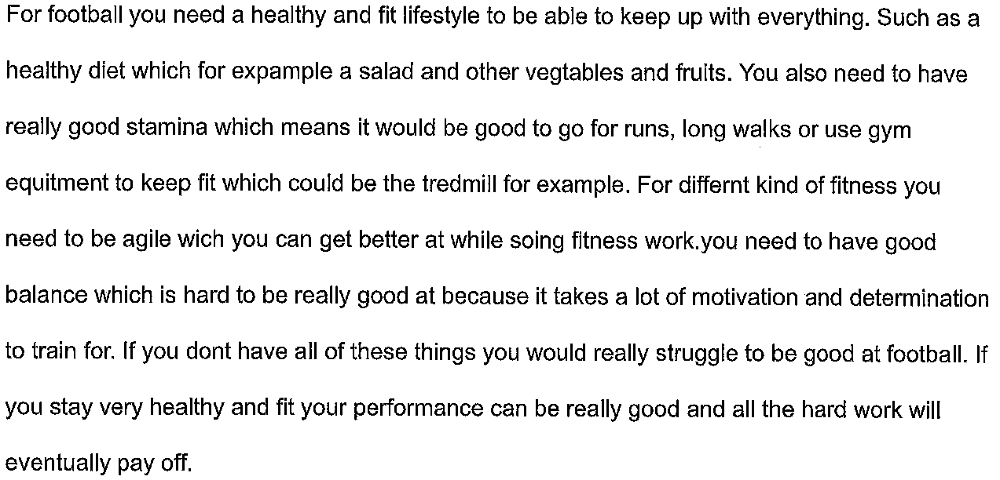 For football you need a healthy and fit lifestyle to be able to keep up with everything. Such as a
healthy diet which for expample a salad and other vegtables and fruits. You also need to have
really good stamina which means it would be good to go for runs, long walks or use gym
equitment to keep fit which could be the tredmill for example. For differnt kind of fitness you
need to be agile wich you can get better at while soing fitness work.you need to have good
balance which is hard to be really good at because it takes a lot of motivation and determination
to train for. If you dont have all of these things you would really struggle to be good at football. If
you stay very healthy and fit your performance can be really good and all the hard work will
eventually pay off.